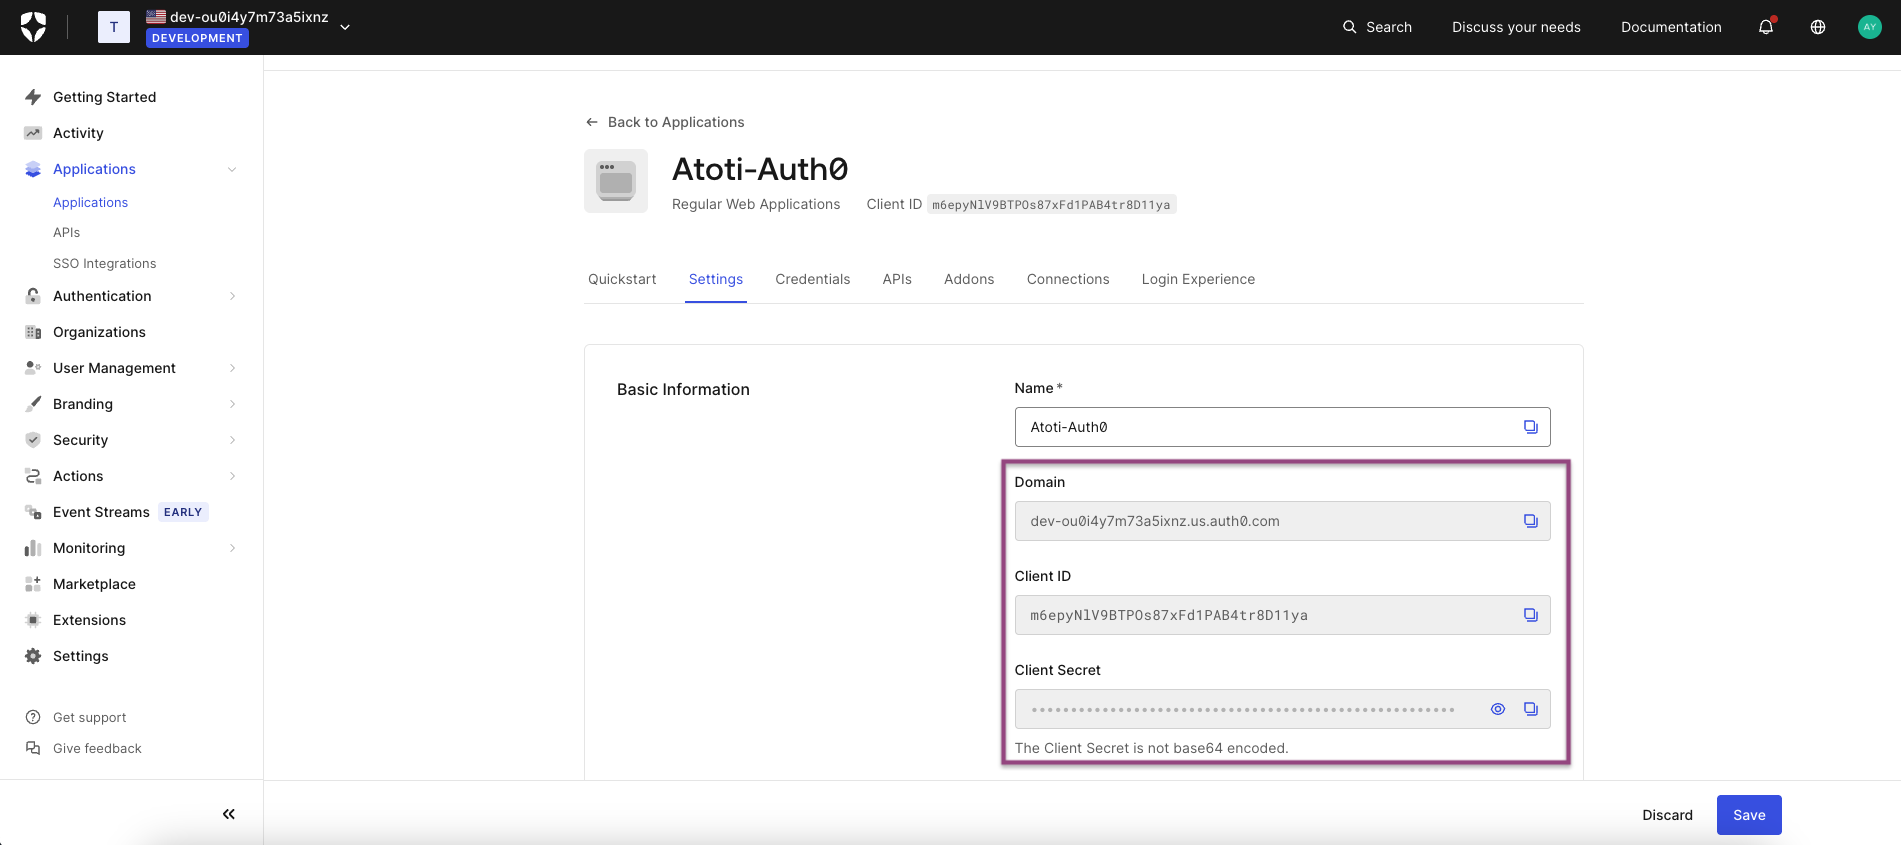 T
dev-ou0i4y7m73a5ixnz
DEVELOPMENT
Search
Discuss your needs
Documentation
AY
Getting Started
Activity
Applications
Applications
APIs
SSO Integrations
Authentication
Organizations
User Management
Branding
Security
Actions
Event Streams EARLY
Monitoring
Marketplace
Extensions
Settings
Get support
Give feedback
Back to Applications
Atoti-Auth0
Regular Web Applications Client ID m6epyNlV9BTPOs87xFd1PAB4tr8D11ya
Quickstart Settings Credentials APIs Addons Connections Login Experience
Basic Information
Name *
Atoti-Auth0
Domain
dev-ou0i4y7m73a5ixnz.us.auth0.com
Client ID
m6epyNlV9BTPOs87xFd1PAB4tr8D11ya
Client Secret
The Client Secret is not base64 encoded.
Discard Save